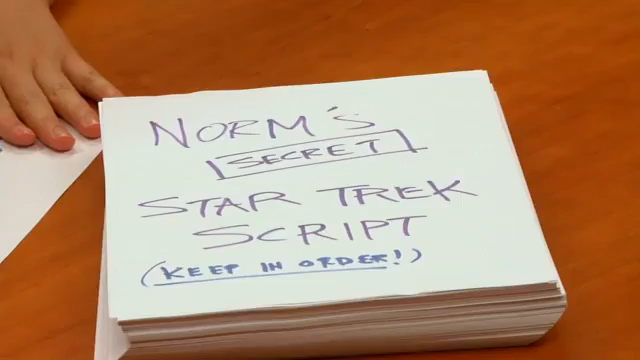 NORM'S
SECRET
STAR TREK
SCRIPT
(KEEP IN ORDER!)